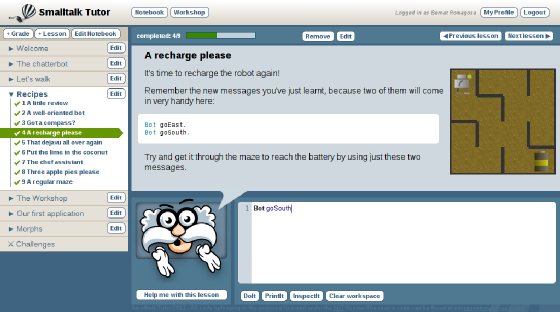 Smalltalk Tutor
Notebook
Workshop
Logged in as Bernat Romagosa
My Profile
Logout
+ Grade
+ Lesson
Edit Notebook
completed: 4/9
Remove
Edit
◀ Previous lesson
Next lesson ▶
▶ Welcome
Edit
▶ The chatterbot
Edit
▶ Let's walk
Edit
▼ Recipes
Edit
1 A little review
2 A well-oriented bot
3 Got a compass?
4 A recharge please
5 That dejavu all over again
6 Put the lime in the coconut
7 The chef assistant
8 Three apple pies please
9 A regular maze
▶ The Workshop
Edit
▶ Our first application
Edit
▶ Morphs
Edit
Challenges
A recharge please
It's time to recharge the robot again!
Remember the new messages you've just learnt, because two of them will come
in very handy here:
Bot goEast.
Bot goSouth.
Try and get it through the maze to reach the battery by using just these two
messages.
Help me with this lesson
1 Bot goSouth
DoIt
PrintIt
InspectIt
Clear workspace